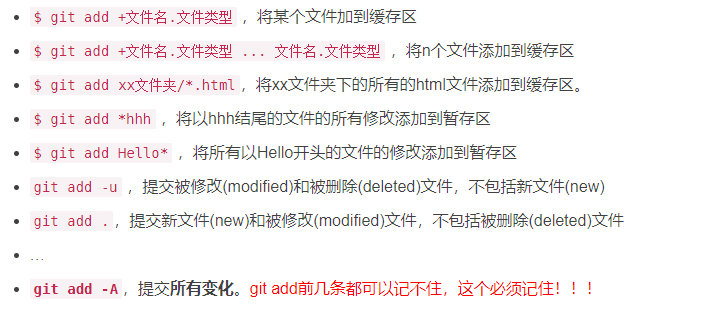 $ git add +文件名.文件类型 ，将某个文件加到缓存区
$ git add +文件名.文件类型 ... 文件名.文件类型 ，将n个文件添加到缓存区
$ git add xx文件夹/*.html，将xx文件夹下的所有的html文件添加到缓存区。
$ git add *hhh ，将以hhh结尾的文件的所有修改添加到暂存区
$ git add Hello* ，将所有以Hello开头的文件的修改添加到暂存区
git add -u ，提交被修改(modified)和被删除(deleted)文件，不包括新文件(new)
git add .，提交新文件(new)和被修改(modified)文件，不包括被删除(deleted)文件
...
git add -A，提交所有变化。git add前几条都可以记不住，这个必须记住！！！